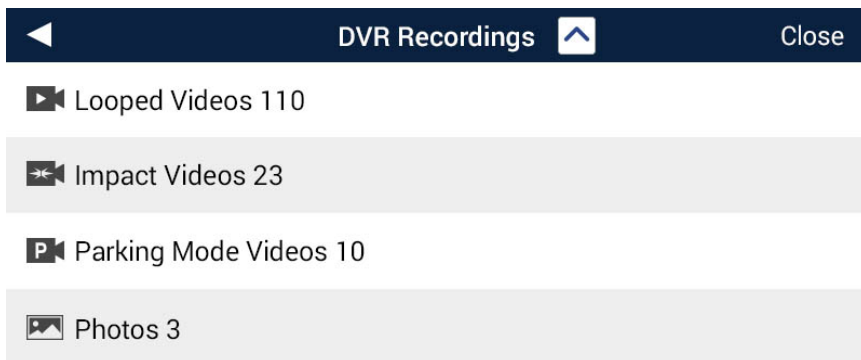 DVR Recordings Close
Looped Videos 110
Impact Videos 23
P Parking Mode Videos 10
Photos 3